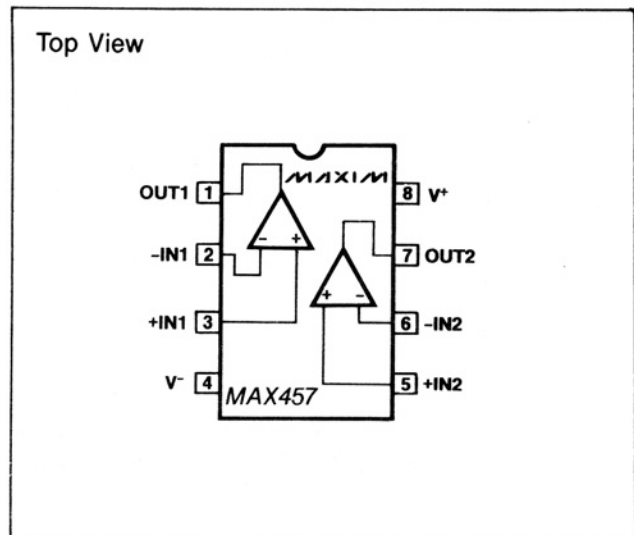 Top View
MAXIM
OUT1 1
8 V+
-IN1 2
7 OUT2
- +
+IN1 3
+ -
6 -IN2
V- 4
MAX457
5 +IN2